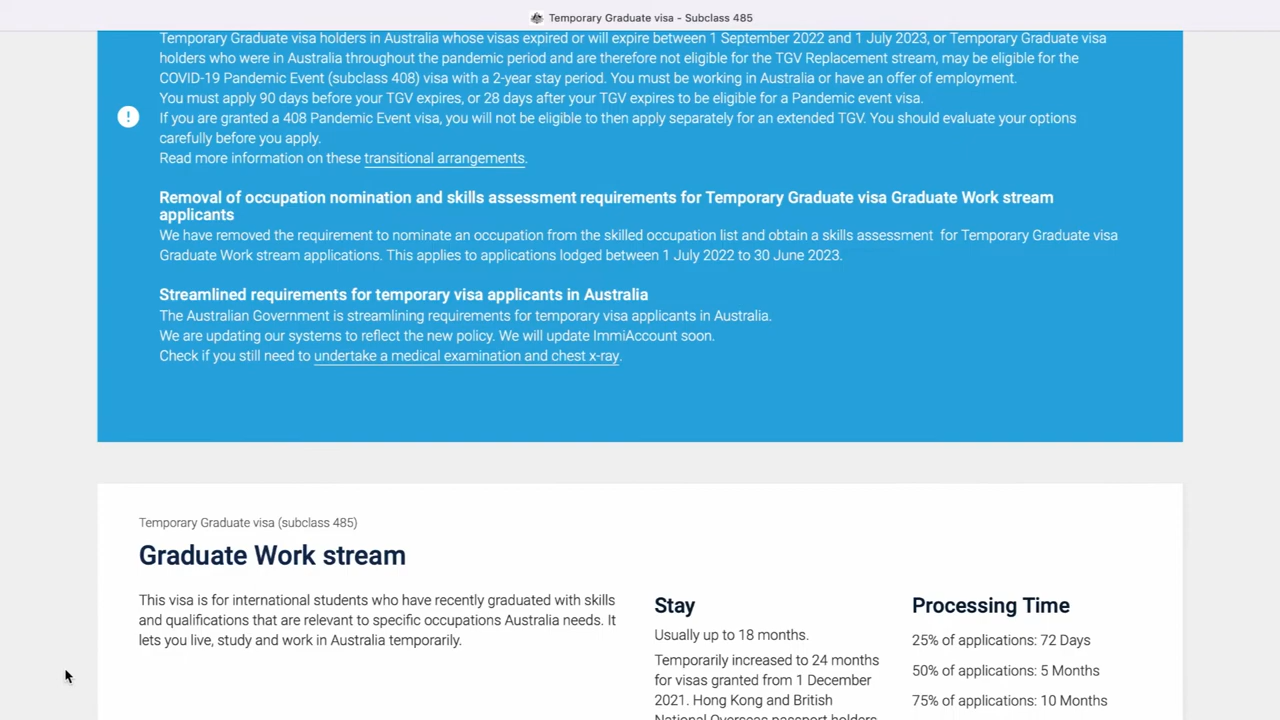 Temporary Graduate visa - Subclass 485
Temporary Graduate visa holders in Australia whose visas expired or will expire between 1 September 2022 and 1 July 2023, or Temporary Graduate visa
holders who were in Australia throughout the pandemic period and are therefore not eligible for the TGV Replacement stream, may be eligible for the
COVID-19 Pandemic Event (subclass 408) visa with a 2-year stay period. You must be working in Australia or have an offer of employment.
You must apply 90 days before your TGV expires, or 28 days after your TGV expires to be eligible for a Pandemic event visa.
If you are granted a 408 Pandemic Event visa, you will not be eligible to then apply separately for an extended TGV. You should evaluate your options
carefully before you apply.
Read more information on these transitional arrangements.
Removal of occupation nomination and skills assessment requirements for Temporary Graduate visa Graduate Work stream
applicants
We have removed the requirement to nominate an occupation from the skilled occupation list and obtain a skills assessment for Temporary Graduate visa
Graduate Work stream applications. This applies to applications lodged between 1 July 2022 to 30 June 2023.
Streamlined requirements for temporary visa applicants in Australia
The Australian Government is streamlining requirements for temporary visa applicants in Australia.
We are updating our systems to reflect the new policy. We will update ImmiAccount soon.
Check if you still need to undertake a medical examination and chest x-ray.
Temporary Graduate visa (subclass 485)
Graduate Work stream
This visa is for international students who have recently graduated with skills
and qualifications that are relevant to specific occupations Australia needs. It
lets you live, study and work in Australia temporarily.
Stay
Usually up to 18 months.
Temporarily increased to 24 months
for visas granted from 1 December
2021. Hong Kong and British
National Overseas passport holders
Processing Time
25% of applications: 72 Days
50% of applications: 5 Months
75% of applications: 10 Months